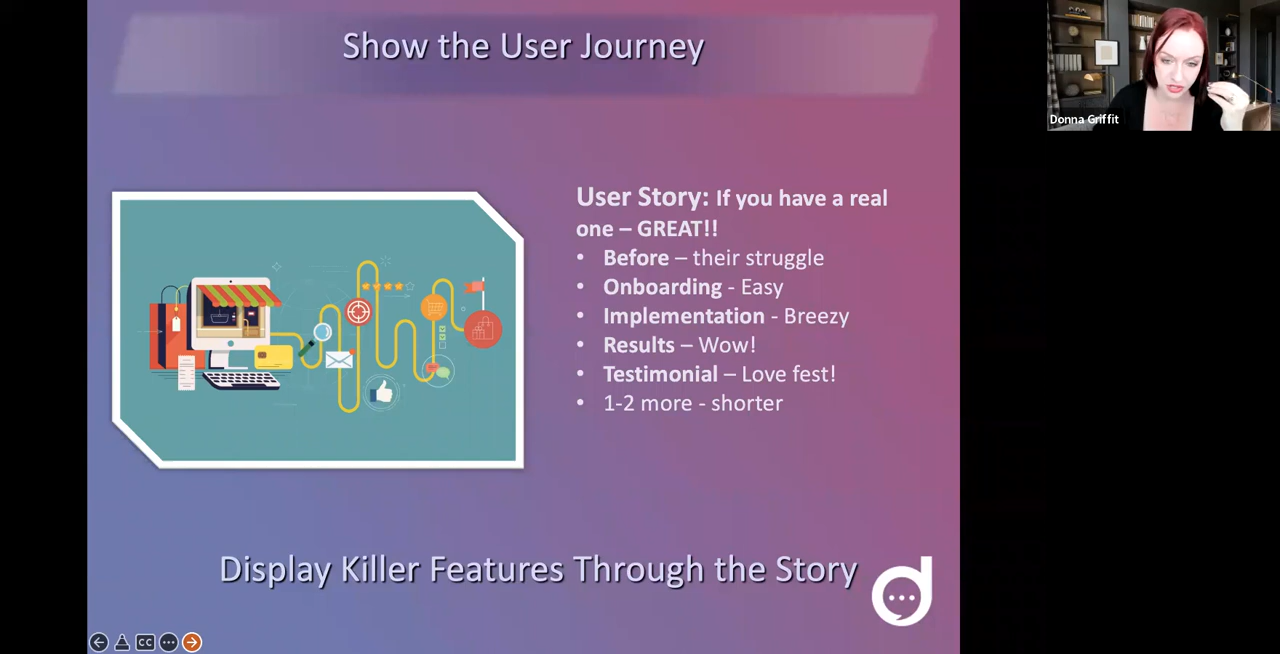 Show the User Journey
Donna Griffit
User Story: If you have a real
one – GREAT!!
• Before – their struggle
• Onboarding - Easy
• Implementation - Breezy
• Results – Wow!
• Testimonial – Love fest!
• 1-2 more - shorter
Display Killer Features Through the Story
d
CC